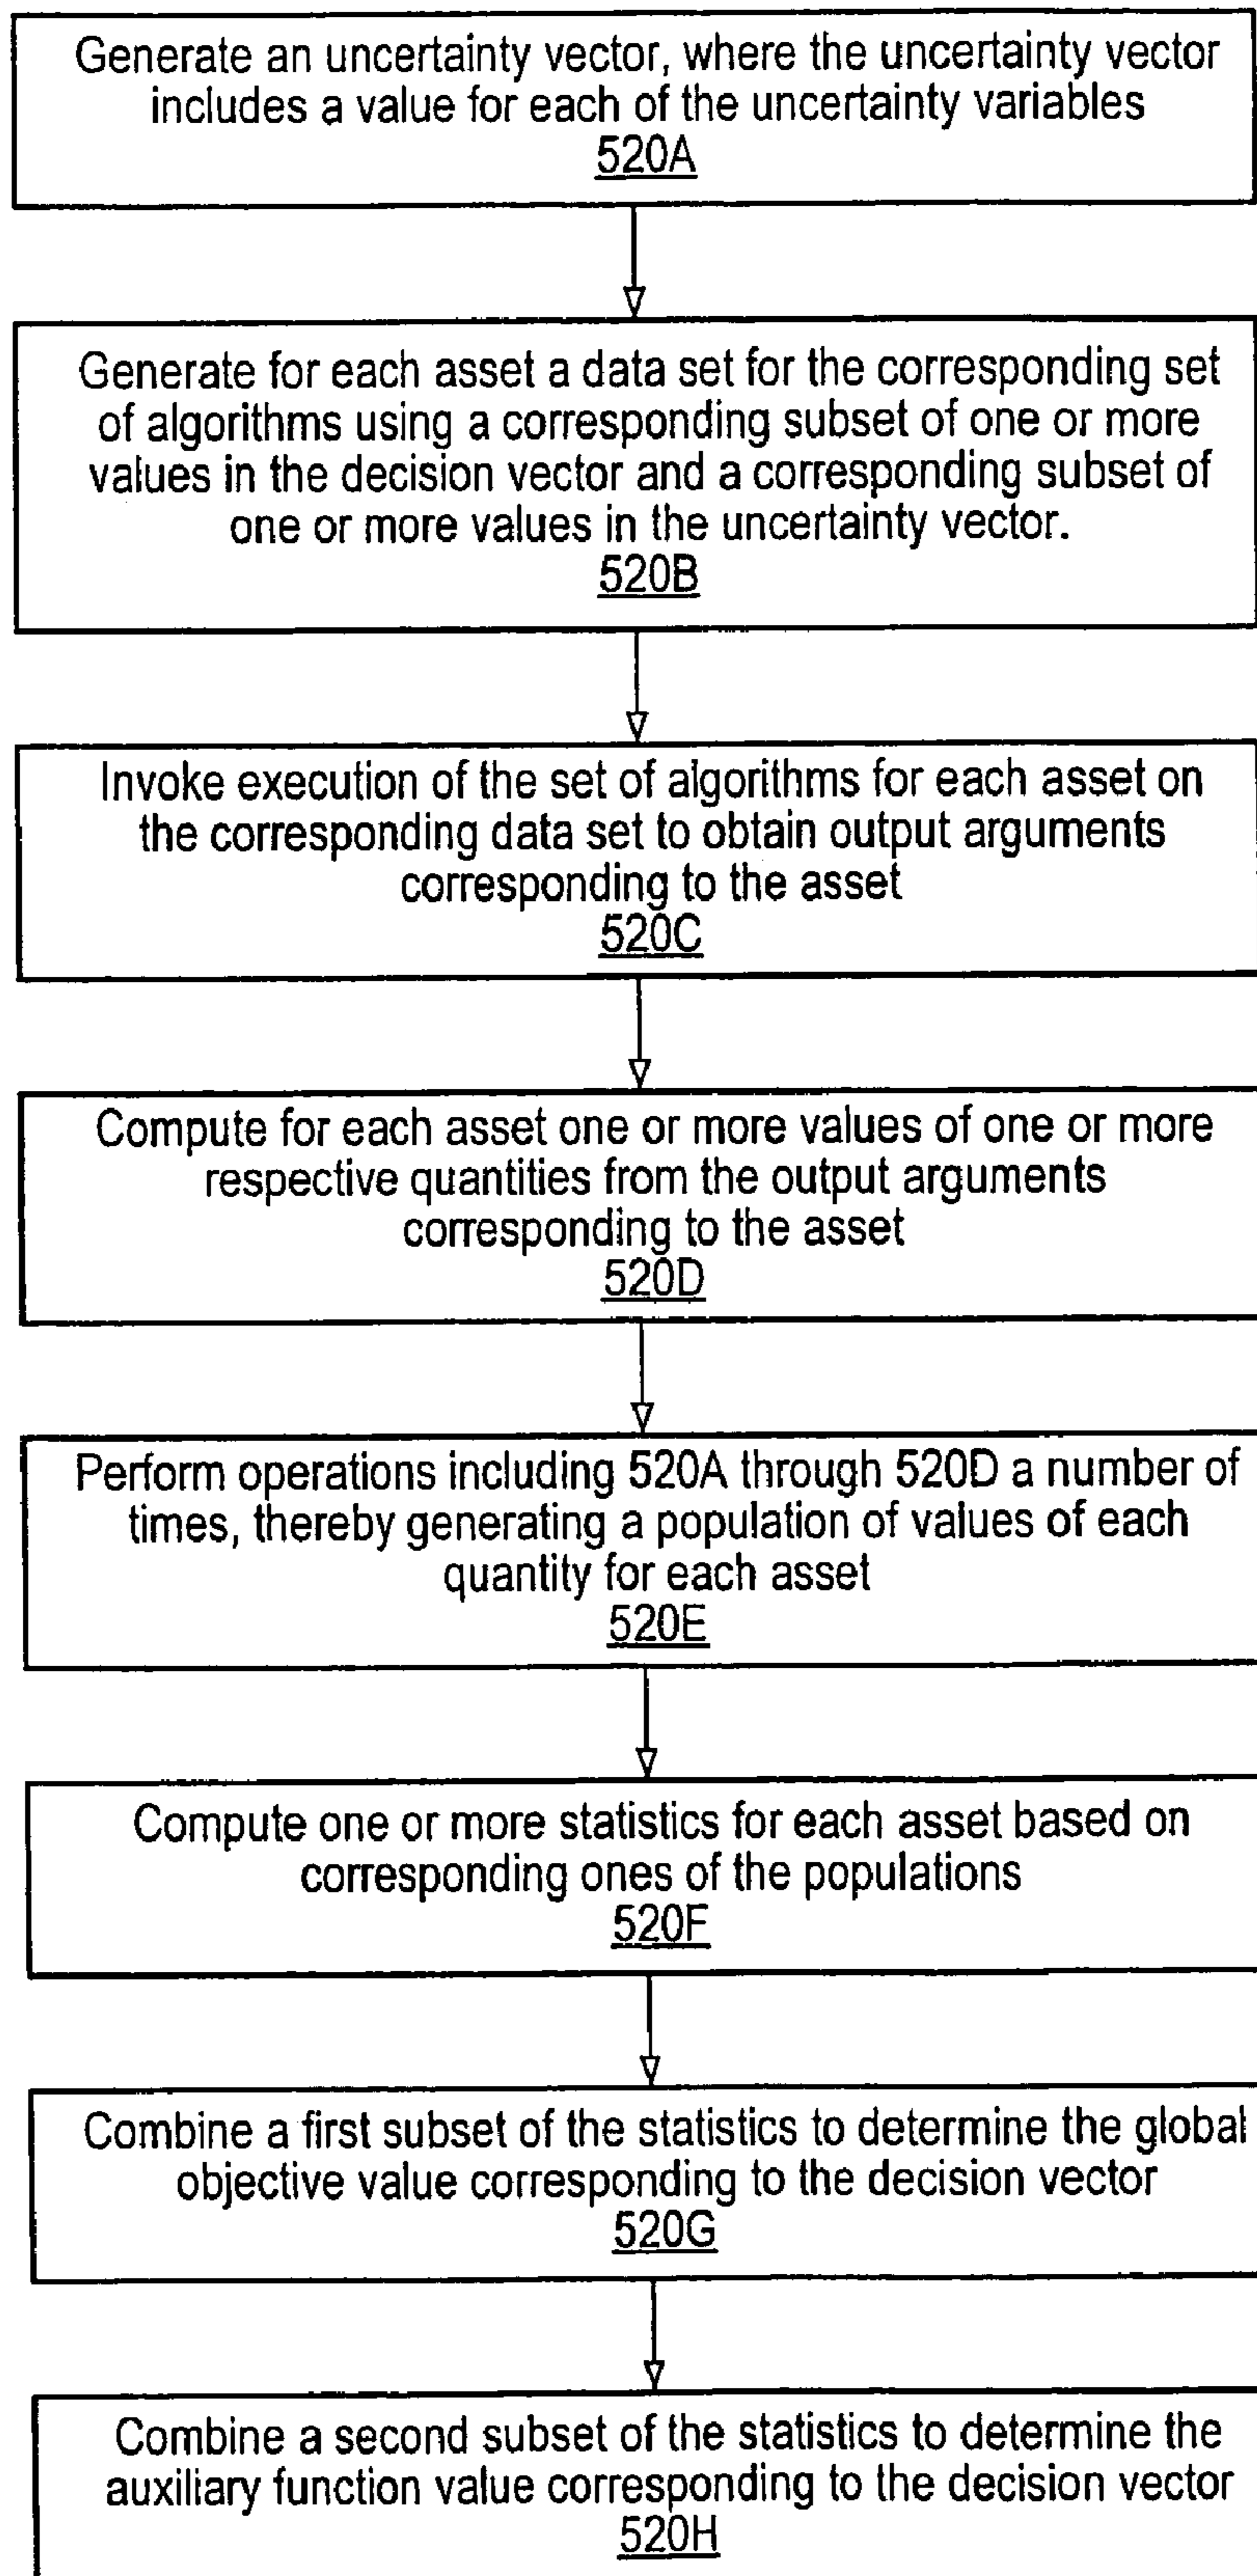 Generate an uncertainty vector, where the uncertainty vector
includes a value for each of the uncertainty variables
520A
Generate for each asset a data set for the corresponding set
of algorithms using a corresponding subset of one or more
values in the decision vector and a corresponding subset of
one or more values in the uncertainty vector.
520B
Invoke execution of the set of algorithms for each asset on
the corresponding data set to obtain output arguments
corresponding to the asset
520C
Compute for each asset one or more values of one or more
respective quantities from the output arguments
corresponding to the asset
520D
Perform operations including 520A through 520D a number of
times, thereby generating a population of values of each
quantity for each asset
520E
Compute one or more statistics for each asset based on
corresponding ones of the populations
520F
Combine a first subset of the statistics to determine the global
objective value corresponding to the decision vector
520G
Combine a second subset of the statistics to determine the
auxiliary function value corresponding to the decision vector
520H